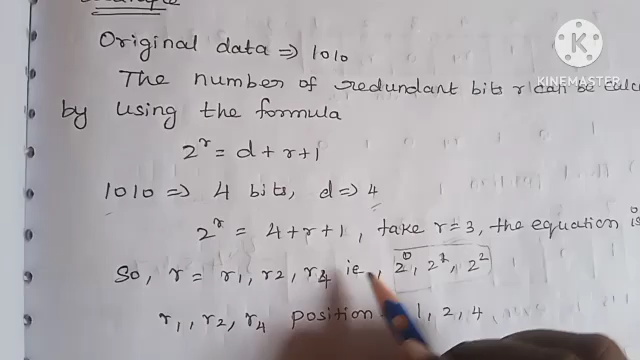 Original data => 1010
KINEMASTER
The number of redundant bits r can be
by using the formula
2^r = d + r + 1
1010 => 4 bits, d => 4
2^r = 4 + r + 1, take r = 3, the equation is
So, r = r1, r2, r4 ie, 2^0, 2^1, 2^2
r1, r2, r4 position 1, 2, 4